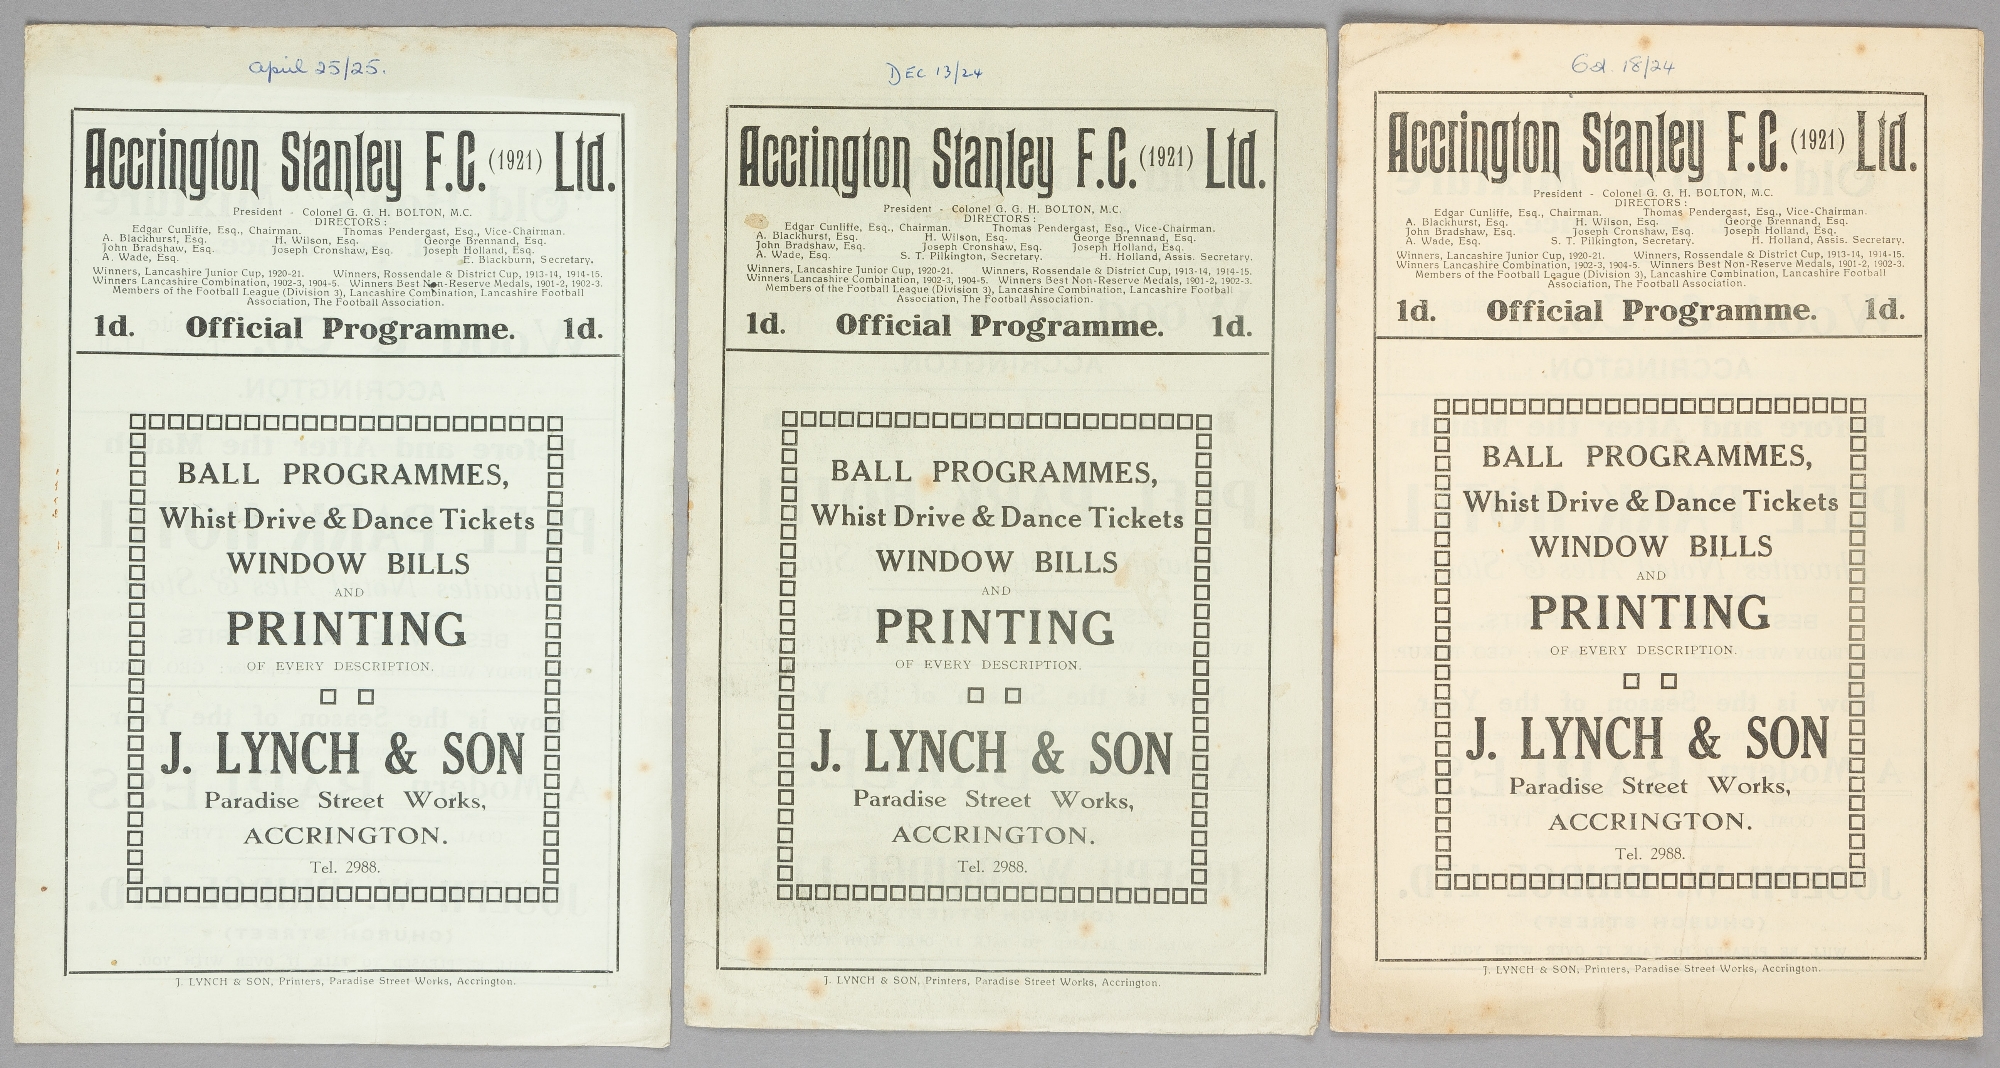 April 25/25.
Accrington Stanley F.C. (1921) Ltd.
President - Colonel G. G. H. BOLTON, M.C.
DIRECTORS :
Edgar Cunliffe, Esq., Chairman. Thomas Pendergast, Esq., Vice-Chairman.
A. Blackhurst, Esq. H. Wilson, Esq. George Brennand, Esq.
John Bradshaw, Esq. Joseph Cronshaw, Esq. Joseph Holland, Esq.
A. Wade, Esq. E. Blackburn, Secretary.
Winners, Lancashire Junior Cup, 1920-21. Winners, Rossendale & District Cup, 1913-14, 1914-15.
Winners Lancashire Combination, 1902-3, 1904-5. Winners Best Non-Reserve Medals, 1901-2, 1902-3.
Members of the Football League (Division 3), Lancashire Combination, Lancashire Football
Association, The Football Association.
1d. Official Programme. 1d.
BALL PROGRAMMES,
Whist Drive & Dance Tickets
WINDOW BILLS
AND
PRINTING
OF EVERY DESCRIPTION.
J. LYNCH & SON
Paradise Street Works,
ACCRINGTON.
Tel. 2988.
J. LYNCH & SON, Printers, Paradise Street Works, Accrington.
DEC 13/24
Accrington Stanley F.C. (1921) Ltd.
President - Colonel G. G. H. BOLTON, M.C.
DIRECTORS :
Edgar Cunliffe, Esq., Chairman. Thomas Pendergast, Esq., Vice-Chairman.
A. Blackhurst, Esq. H. Wilson, Esq. George Brennand, Esq.
John Bradshaw, Esq. Joseph Cronshaw, Esq. Joseph Holland, Esq.
A. Wade, Esq. S. T. Pilkington, Secretary. H. Holland, Assis. Secretary.
Winners, Lancashire Junior Cup, 1920-21. Winners, Rossendale & District Cup, 1913-14, 1914-15.
Winners Lancashire Combination, 1902-3, 1904-5. Winners Best Non-Reserve Medals, 1901-2, 1902-3.
Members of the Football League (Division 3), Lancashire Combination, Lancashire Football
Association, The Football Association.
1d. Official Programme. 1d.
BALL PROGRAMMES,
Whist Drive & Dance Tickets
WINDOW BILLS
AND
PRINTING
OF EVERY DESCRIPTION.
J. LYNCH & SON
Paradise Street Works,
ACCRINGTON.
Tel. 2988.
J. LYNCH & SON, Printers, Paradise Street Works, Accrington.
Oct. 18/24
Accrington Stanley F.C. (1921) Ltd.
President - Colonel G. G. H. BOLTON, M.C.
DIRECTORS :
Edgar Cunliffe, Esq., Chairman. Thomas Pendergast, Esq., Vice-Chairman.
A. Blackhurst, Esq. H. Wilson, Esq. George Brennand, Esq.
John Bradshaw, Esq. Joseph Cronshaw, Esq. Joseph Holland, Esq.
A. Wade, Esq. S. T. Pilkington, Secretary. H. Holland, Assis. Secretary.
Winners, Lancashire Junior Cup, 1920-21. Winners, Rossendale & District Cup, 1913-14, 1914-15.
Winners Lancashire Combination, 1902-3, 1904-5. Winners Best Non-Reserve Medals, 1901-2, 1902-3.
Members of the Football League (Division 3), Lancashire Combination, Lancashire Football
Association, The Football Association.
1d. Official Programme. 1d.
BALL PROGRAMMES,
Whist Drive & Dance Tickets
WINDOW BILLS
AND
PRINTING
OF EVERY DESCRIPTION.
J. LYNCH & SON
Paradise Street Works,
ACCRINGTON.
Tel. 2988.
J. LYNCH & SON, Printers, Paradise Street Works, Accrington.